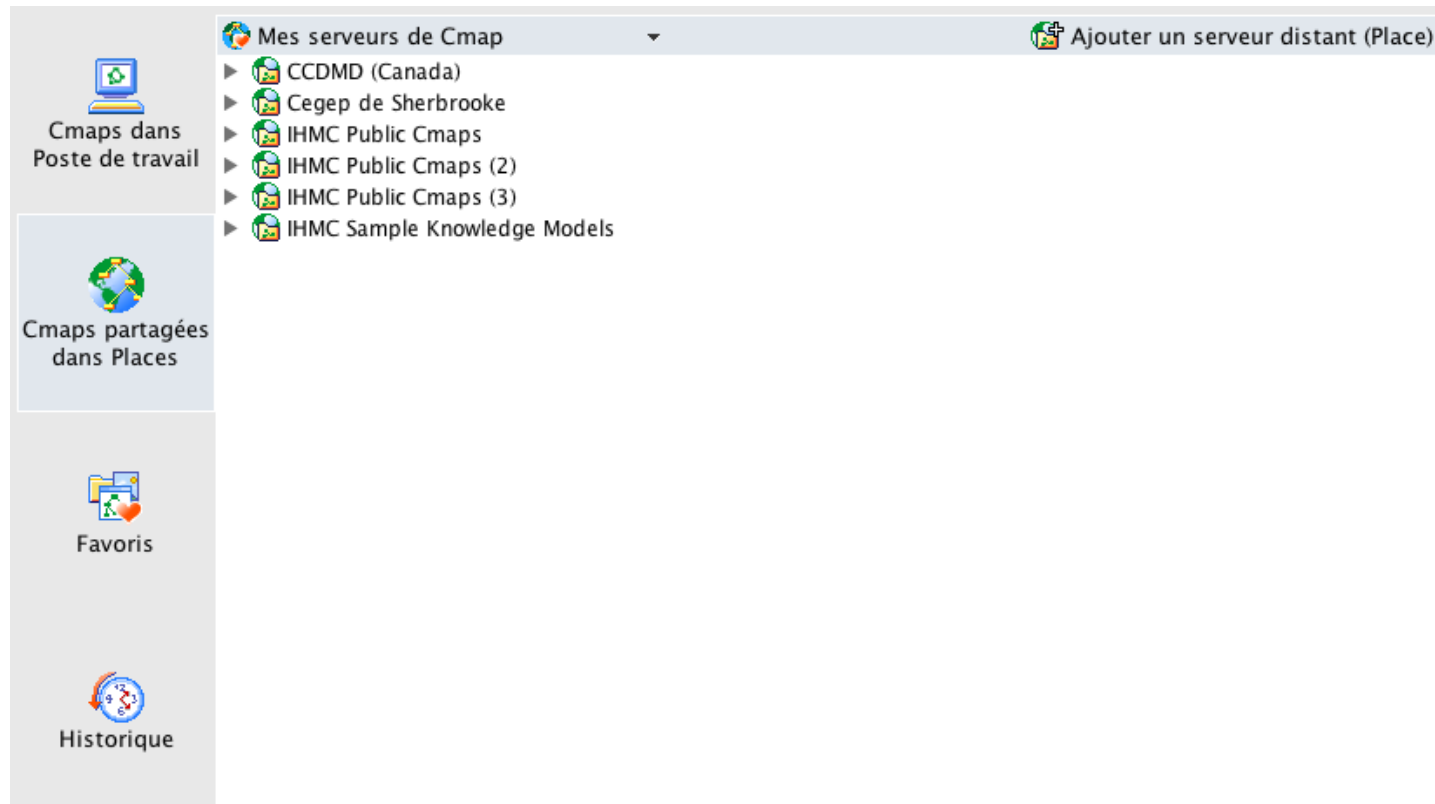 Mes serveurs de Cmap
Ajouter un serveur distant (Place)
CCDMD (Canada)
Cegep de Sherbrooke
IHMC Public Cmaps
IHMC Public Cmaps (2)
IHMC Public Cmaps (3)
IHMC Sample Knowledge Models
Cmaps dans
Poste de travail
Cmaps partagées
dans Places
Favoris
Historique